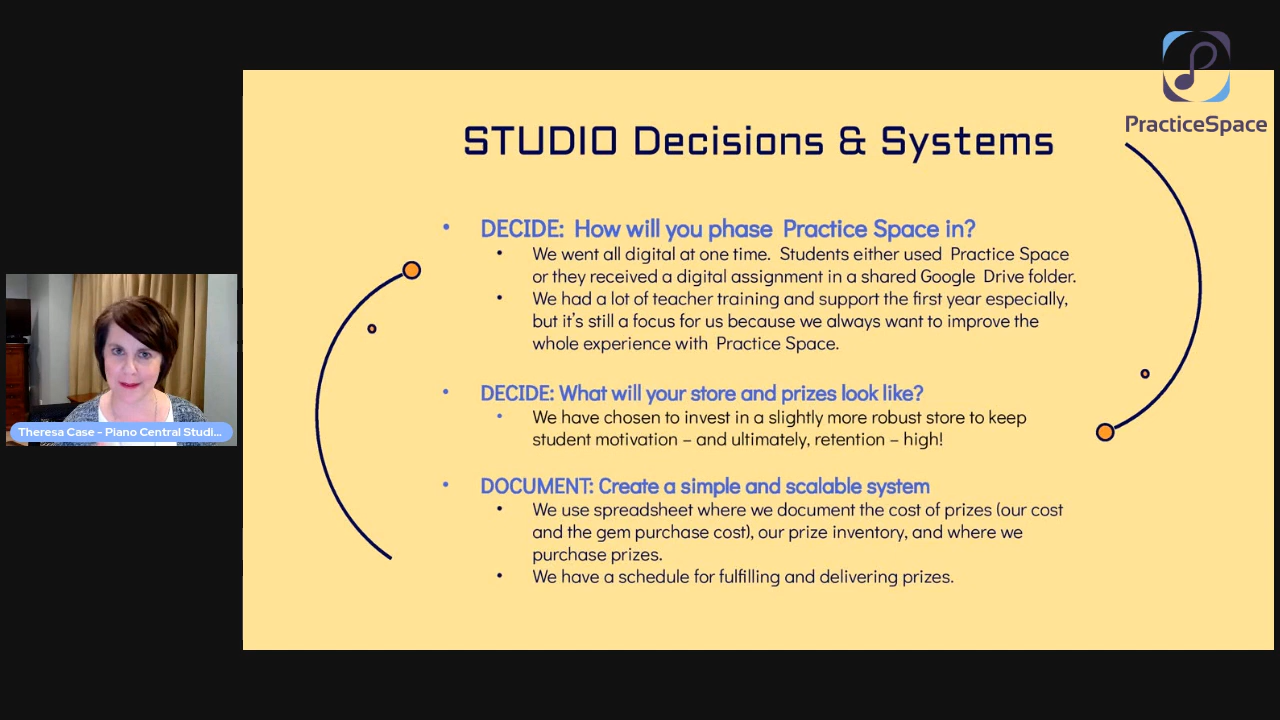 PracticeSpace
STUDIO Decisions & Systems
• DECIDE: How will you phase Practice Space in?
• We went all digital at one time. Students either used Practice Space
or they received a digital assignment in a shared Google Drive folder.
• We had a lot of teacher training and support the first year especially,
but it's still a focus for us because we always want to improve the
whole experience with Practice Space.
• DECIDE: What will your store and prizes look like?
• We have chosen to invest in a slightly more robust store to keep
student motivation – and ultimately, retention – high!
• DOCUMENT: Create a simple and scalable system
• We use spreadsheet where we document the cost of prizes (our cost
and the gem purchase cost), our prize inventory, and where we
purchase prizes.
• We have a schedule for fulfilling and delivering prizes.
Theresa Case - Piano Central Studi...